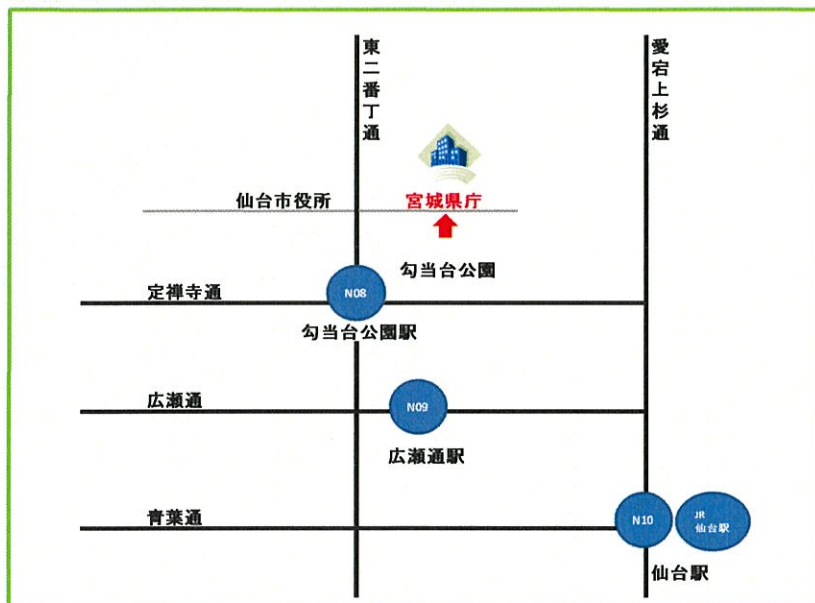 東二番丁通
愛宕上杉通
仙台市役所
宮城県庁
勾当台公園
定禅寺通
N08
勾当台公園駅
広瀬通
N09
広瀬通駅
青葉通
N10
JR
仙台駅
仙台駅